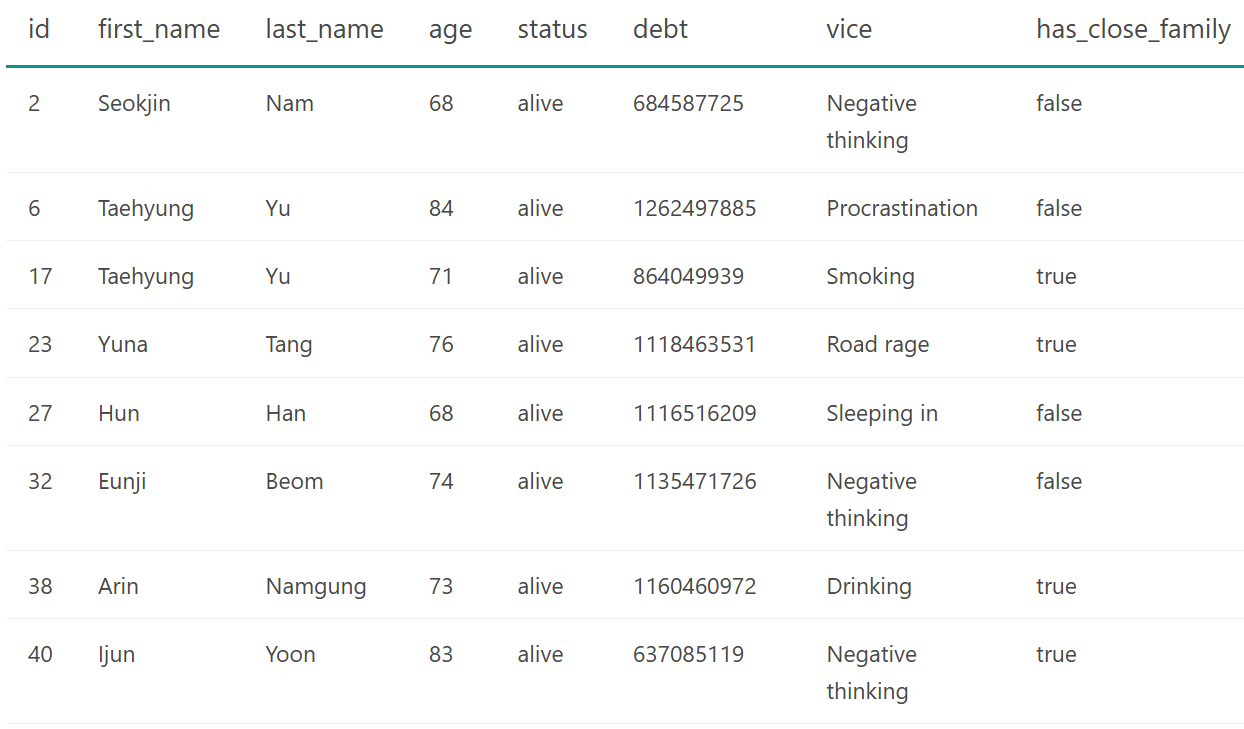 id first_name last_name age status debt vice has_close_family
2 Seokjin Nam 68 alive 684587725 Negative false
thinking
6 Taehyung Yu 84 alive 1262497885 Procrastination false
17 Taehyung Yu 71 alive 864049939 Smoking true
23 Yuna Tang 76 alive 1118463531 Road rage true
27 Hun Han 68 alive 1116516209 Sleeping in false
32 Eunji Beom 74 alive 1135471726 Negative false
thinking
38 Arin Namgung 73 alive 1160460972 Drinking true
40 Ijun Yoon 83 alive 637085119 Negative true
thinking